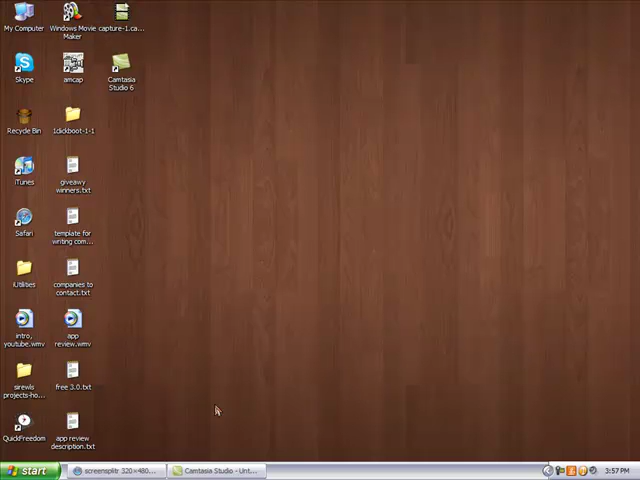 My Computer
Windows Movie
Maker
capture-1.ca...
Skype
amcap
Camtasia
Studio 6
Recycle Bin
1clickboot-1-1
iTunes
giveawy
winners.txt
Safari
template for
writing com...
iUtilities
companies to
contact.txt
intro,
youtube.wmv
app
review.wmv
sirewls
projects-ho...
free 3.0.txt
QuickFreedom
app review
description.txt
start
screensplitr 320×480...
Camtasia Studio - Unt...
3:57 PM